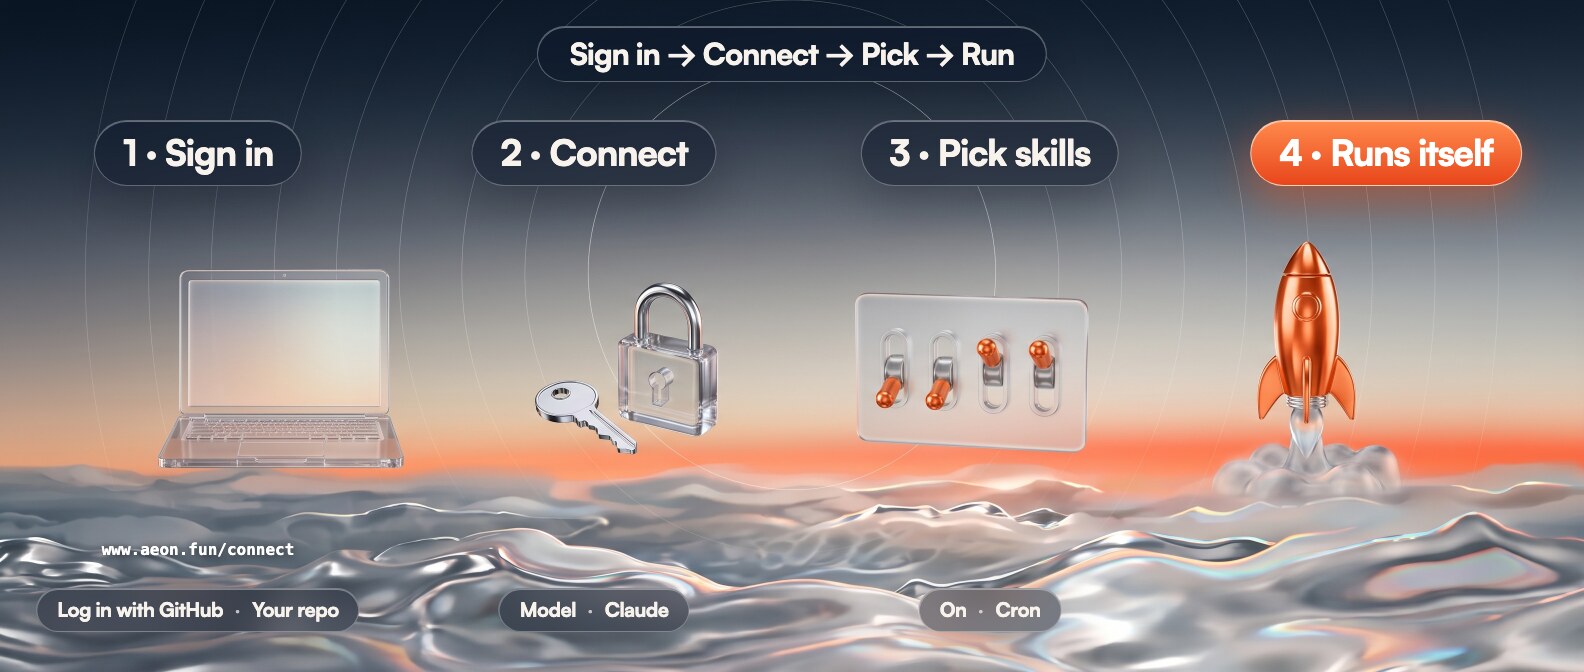 Sign in → Connect → Pick → Run
1 · Sign in
2 · Connect
3 · Pick skills
4 · Runs itself
www.aeon.fun/connect
Log in with GitHub · Your repo
Model · Claude
On · Cron